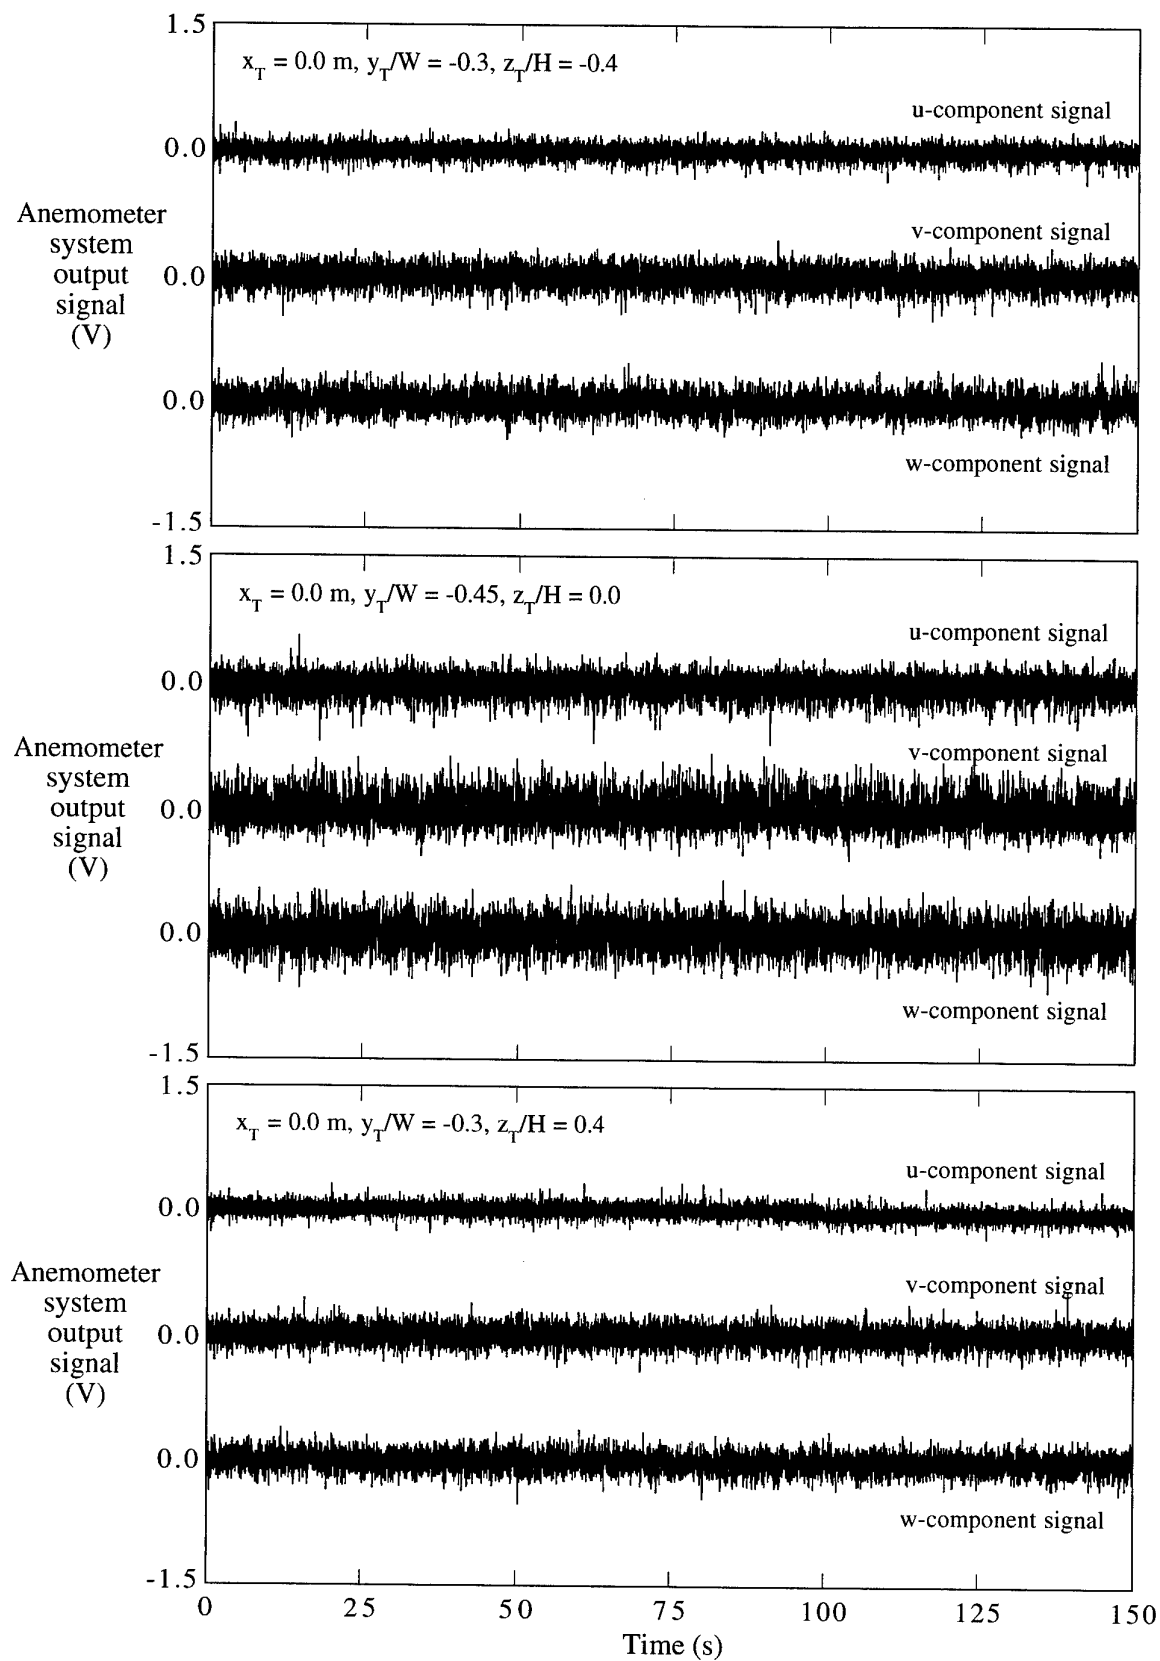 1.5
x_T = 0.0 m, y_T/W = -0.3, z_T/H = -0.4
u-component signal
0.0
Anemometer
system
output
signal
(V)
v-component signal
0.0
0.0
w-component signal
-1.5
1.5
x_T = 0.0 m, y_T/W = -0.45, z_T/H = 0.0
u-component signal
0.0
Anemometer
system
output
signal
(V)
v-component signal
0.0
0.0
w-component signal
-1.5
1.5
x_T = 0.0 m, y_T/W = -0.3, z_T/H = 0.4
u-component signal
0.0
Anemometer
system
output
signal
(V)
v-component signal
0.0
0.0
w-component signal
-1.5
0 25 50 75 100 125 150
Time (s)